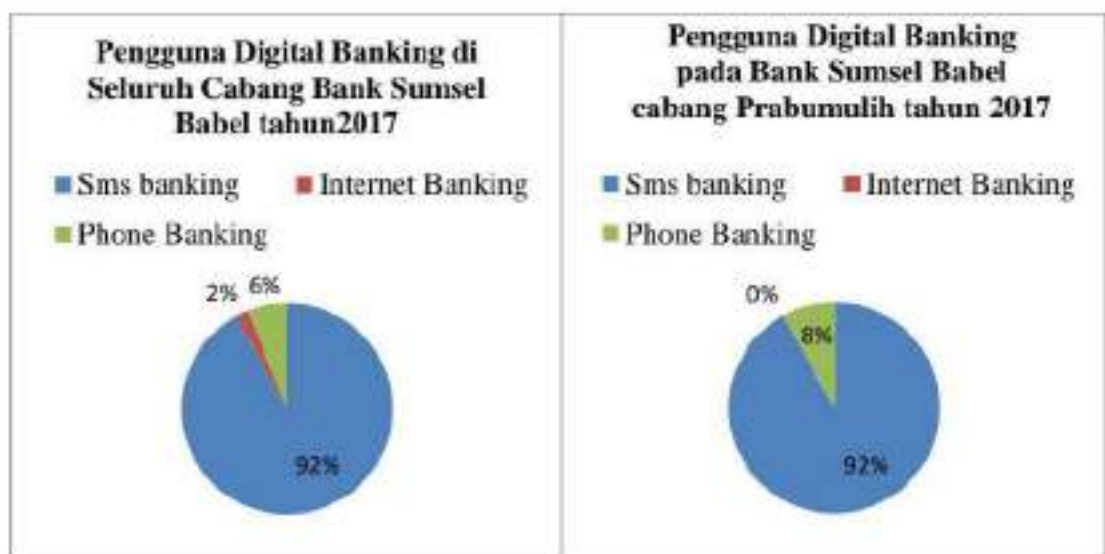 Pengguna Digital Banking di
Seluruh Cabang Bank Sumsel
Babel tahun2017
Sms banking
Internet Banking
Phone Banking
2%
6%
92%
Pengguna Digital Banking
pada Bank Sumsel Babel
cabang Prabumulih tahun 2017
Sms banking
Internet Banking
Phone Banking
0%
8%
92%